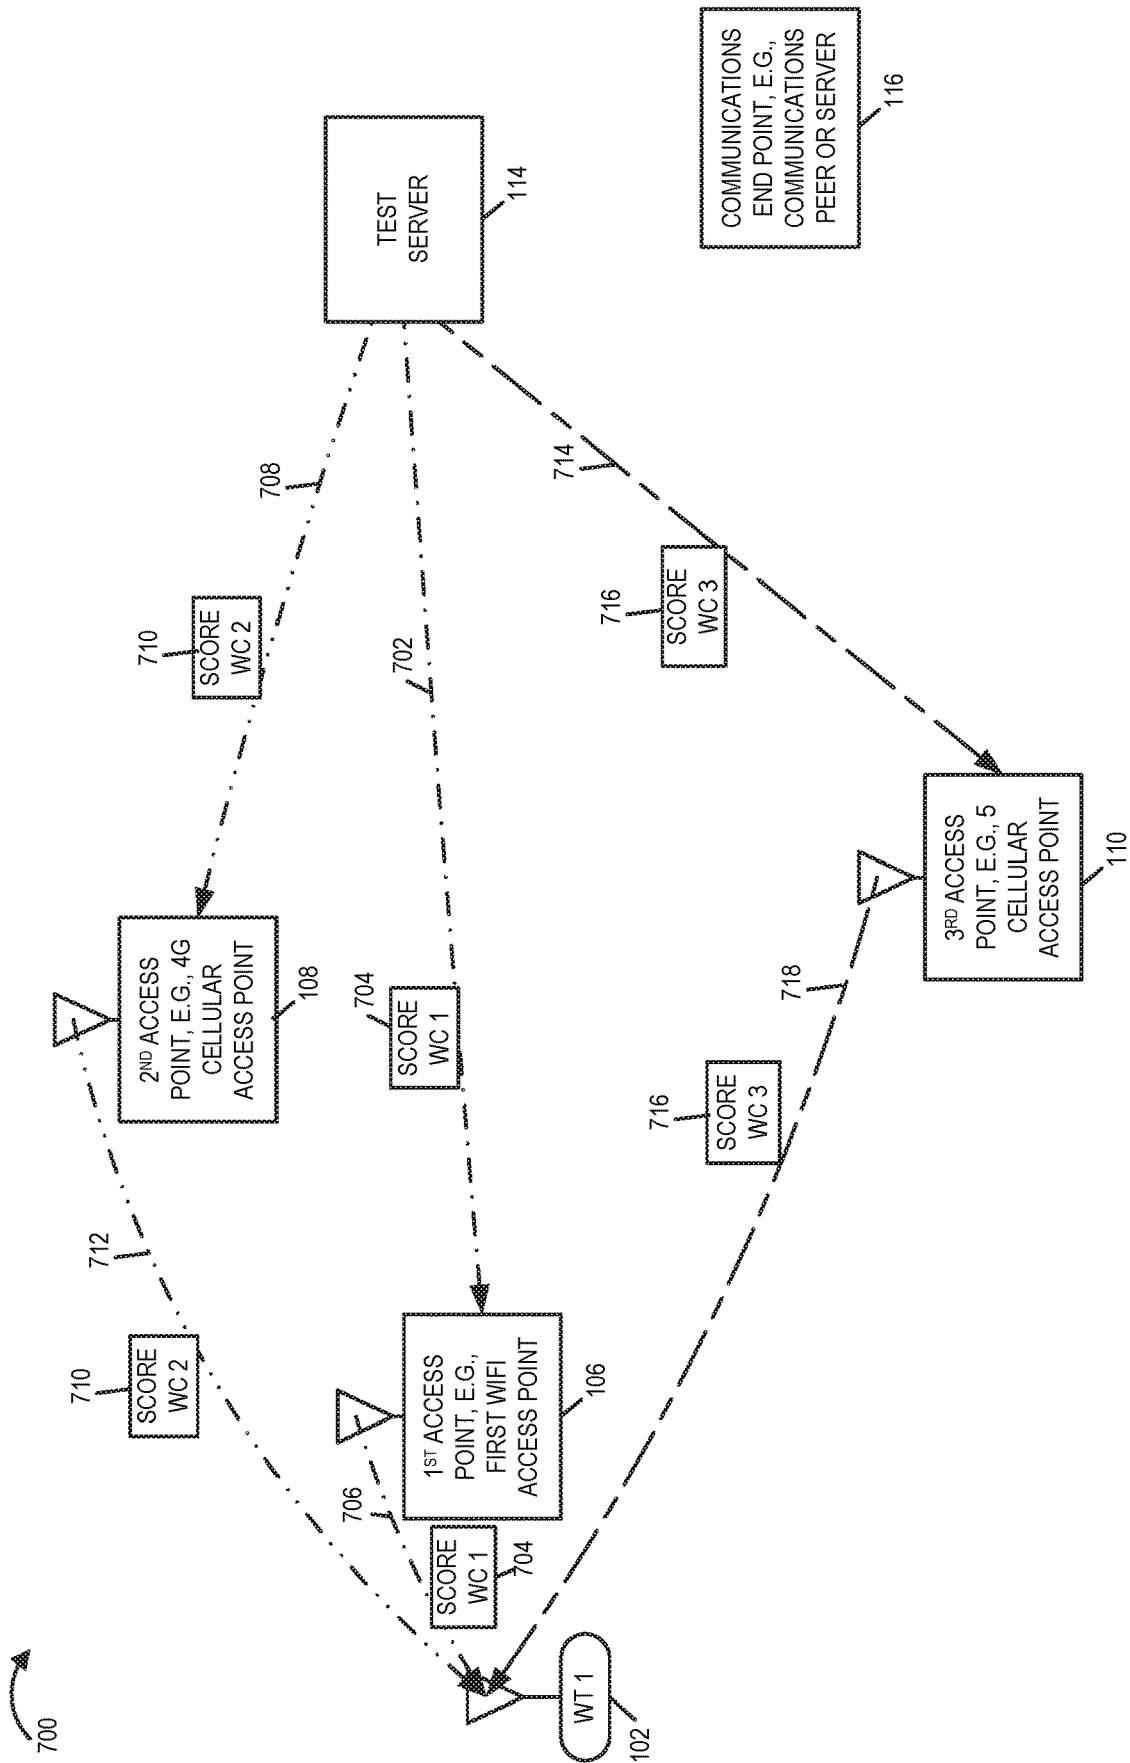 700
712
710
SCORE
WC 2
2ND ACCESS
POINT, E.G., 4G
CELLULAR
ACCESS POINT
108
710
SCORE
WC 2
708
TEST
SERVER
114
706
SCORE
WC 1
704
1ST ACCESS
POINT, E.G.,
FIRST WIFI
ACCESS POINT
106
704
SCORE
WC 1
702
WT 1
102
716
SCORE
WC 3
718
716
SCORE
WC 3
714
3RD ACCESS
POINT, E.G., 5
CELLULAR
ACCESS POINT
110
COMMUNICATIONS
END POINT, E.G.,
COMMUNICATIONS
PEER OR SERVER
116